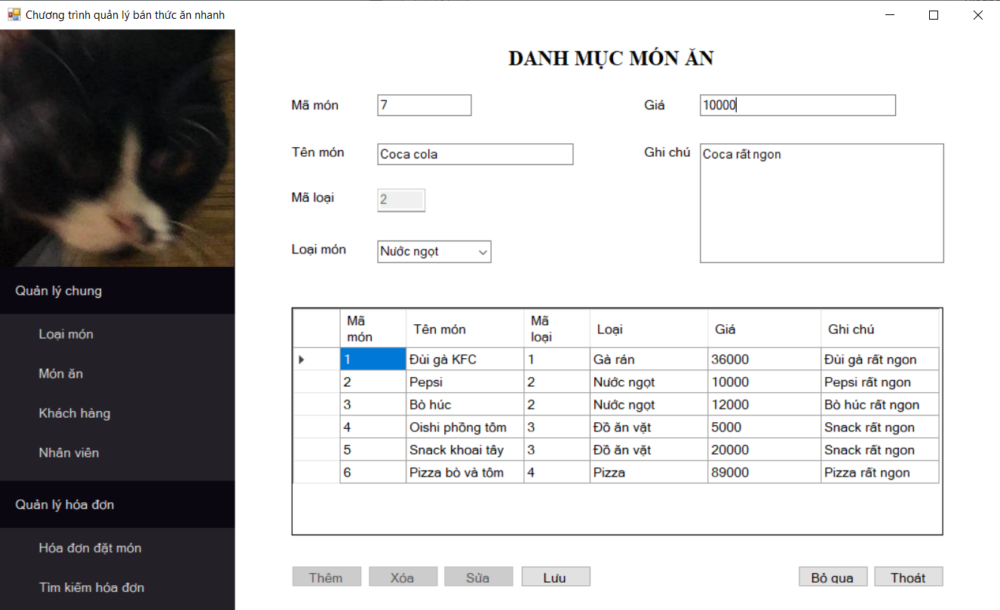 Chương trình quản lý bán thức ăn nhanh
DANH MỤC MÓN ĂN
Mã món 7 Giá 10000
Tên món Coca cola Ghi chú Coca rất ngon
Mã loại 2
Loại món Nước ngọt
Quản lý chung
Loại món
Món ăn
Khách hàng
Nhân viên
Quản lý hóa đơn
Hóa đơn đặt món
Tìm kiếm hóa đơn
Mã món Tên món Mã loại Loại Giá Ghi chú
1 Đùi gà KFC 1 Gà rán 36000 Đùi gà rất ngon
2 Pepsi 2 Nước ngọt 10000 Pepsi rất ngon
3 Bò húc 2 Nước ngọt 12000 Bò húc rất ngon
4 Oishi phồng tôm 3 Đồ ăn vặt 5000 Snack rất ngon
5 Snack khoai tây 3 Đồ ăn vặt 20000 Snack rất ngon
6 Pizza bò và tôm 4 Pizza 89000 Pizza rất ngon
Thêm Xóa Sửa Lưu Bỏ qua Thoát